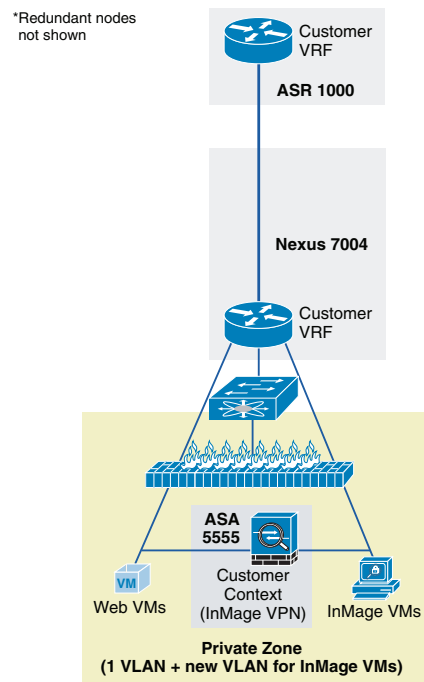 *Redundant nodes
not shown
Customer
VRF
ASR 1000
Nexus 7004
Customer
VRF
ASA
5555
Customer
Context
(InMage VPN)
VM
Web VMs
InMage VMs
Private Zone
(1 VLAN + new VLAN for InMage VMs)